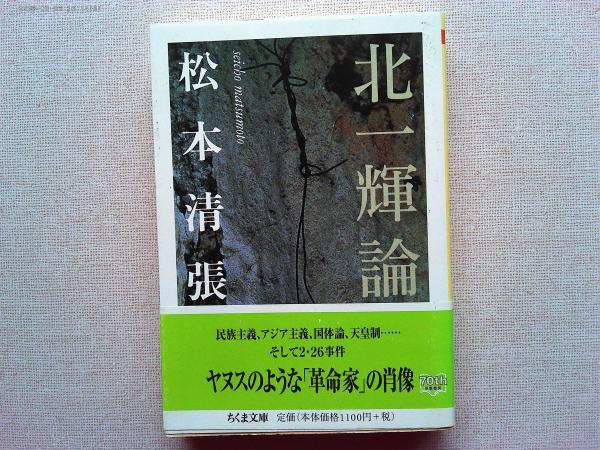 北一輝論
松本清張
seicho matsumoto
民族主義、アジア主義、国体論、天皇制……
そして2・26事件
ヤヌスのような「革命家」の肖像
70th
ちくま文庫 定価(本体価格1100円+税)